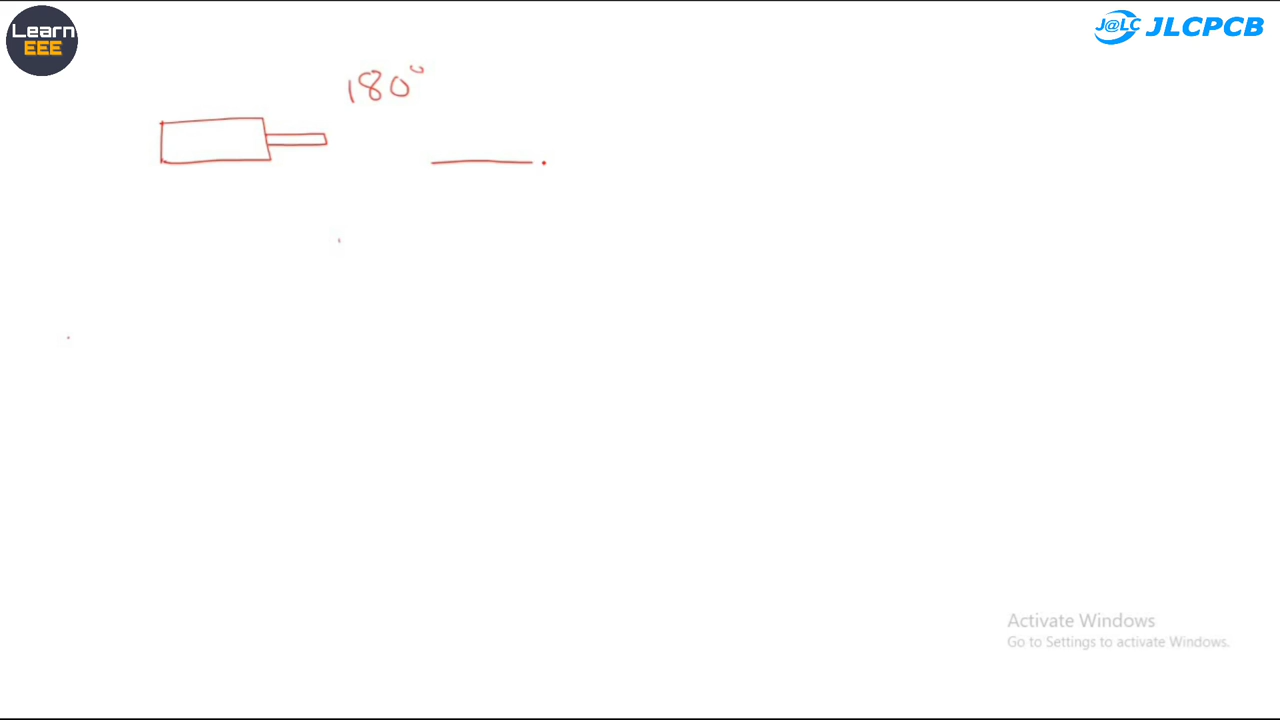 Learn
EEE
J@LC JLCPCB
180°
Activate Windows
Go to Settings to activate Windows.